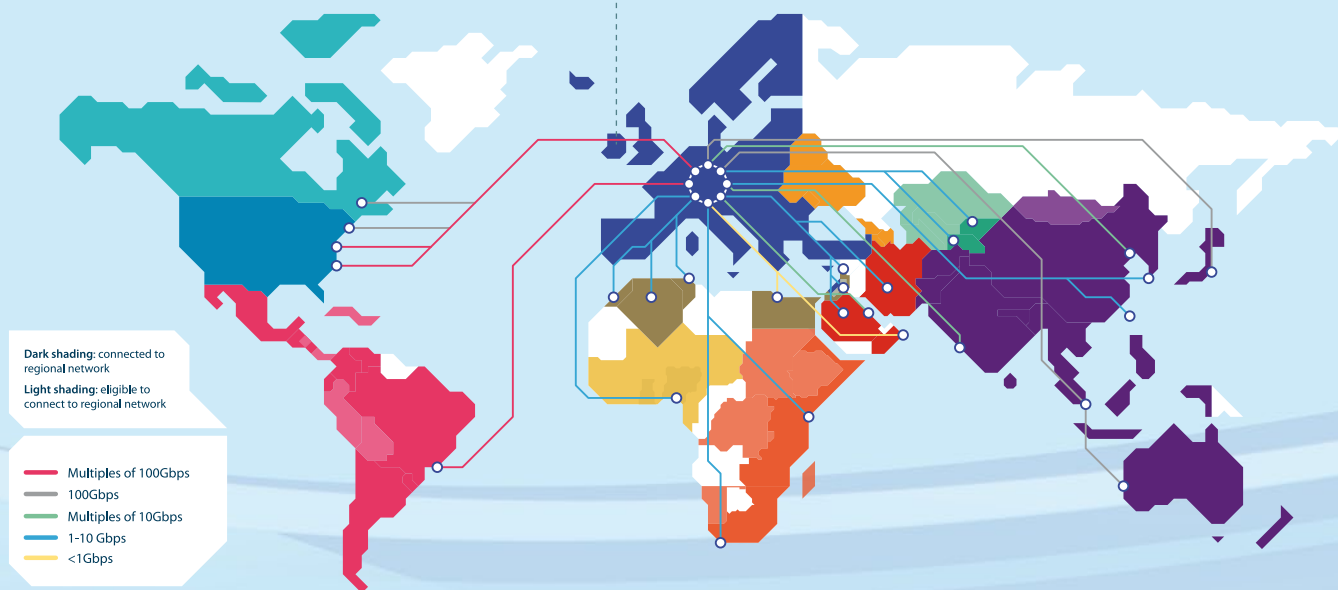 Dark shading: connected to
regional network
Light shading: eligible to
connect to regional network
Multiples of 100Gbps
100Gbps
Multiples of 10Gbps
1-10 Gbps
<1Gbps